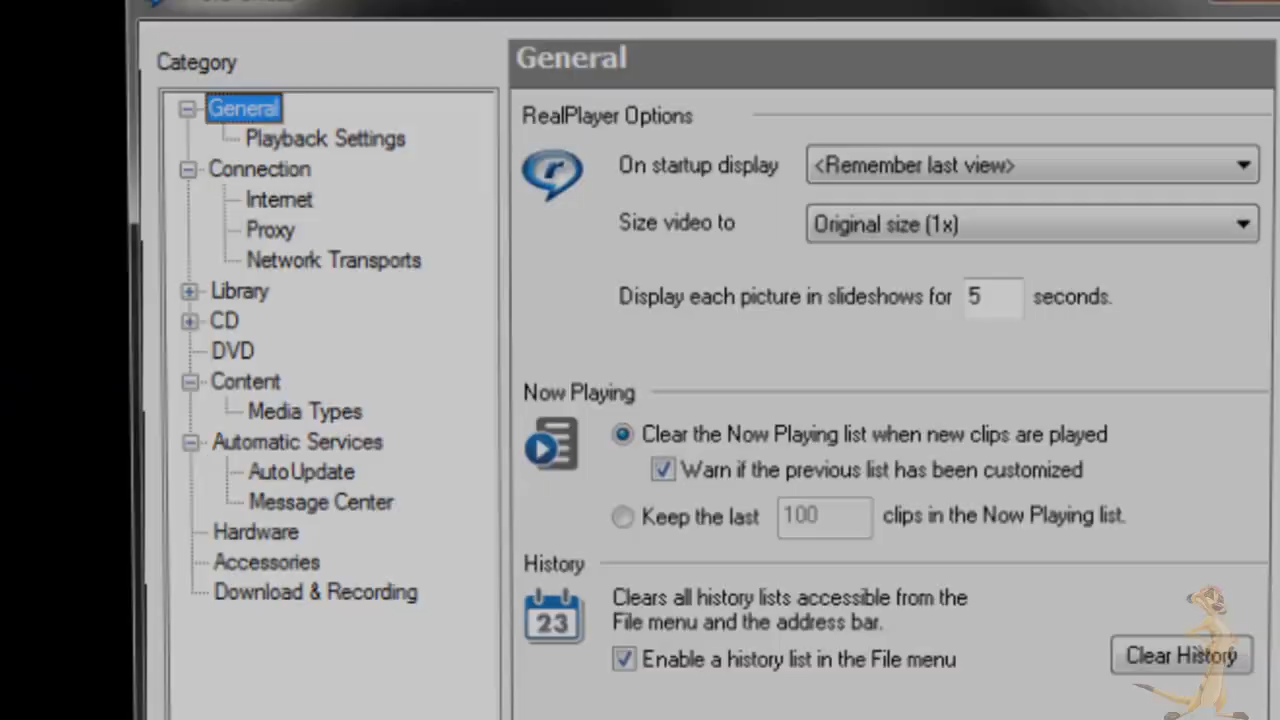 Category
General
Playback Settings
Connection
Internet
Proxy
Network Transports
Library
CD
DVD
Content
Media Types
Automatic Services
AutoUpdate
Message Center
Hardware
Accessories
Download & Recording
General
RealPlayer Options
On startup display <Remember last view>
Size video to Original size (1x)
Display each picture in slideshows for 5 seconds.
Now Playing
Clear the Now Playing list when new clips are played
Warn if the previous list has been customized
Keep the last 100 clips in the Now Playing list.
History
23
Clears all history lists accessible from the
File menu and the address bar.
Enable a history list in the File menu
Clear History